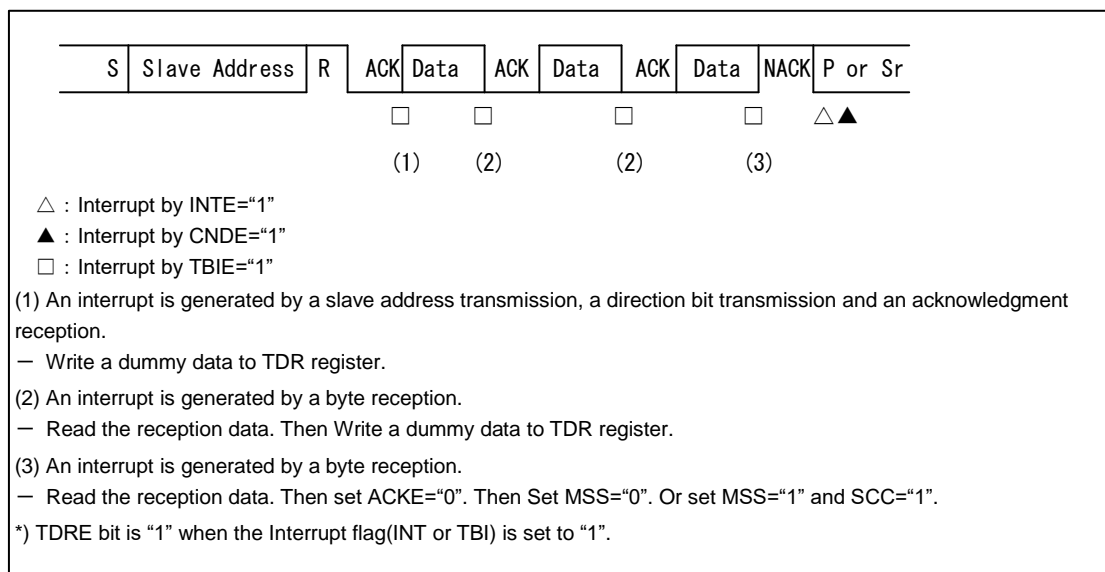 S Slave Address R ACK Data ACK Data ACK Data NACK P or Sr
□ □ □ □ △▲
(1) (2) (2) (3)
△ : Interrupt by INTE=“1”
▲ : Interrupt by CNDE=“1”
□ : Interrupt by TBIE=“1”
(1) An interrupt is generated by a slave address transmission, a direction bit transmission and an acknowledgment
reception.
— Write a dummy data to TDR register.
(2) An interrupt is generated by a byte reception.
— Read the reception data. Then Write a dummy data to TDR register.
(3) An interrupt is generated by a byte reception.
— Read the reception data. Then set ACKE=“0”. Then Set MSS=“0”. Or set MSS=“1” and SCC=“1”.
*) TDRE bit is “1” when the Interrupt flag(INT or TBI) is set to “1”.